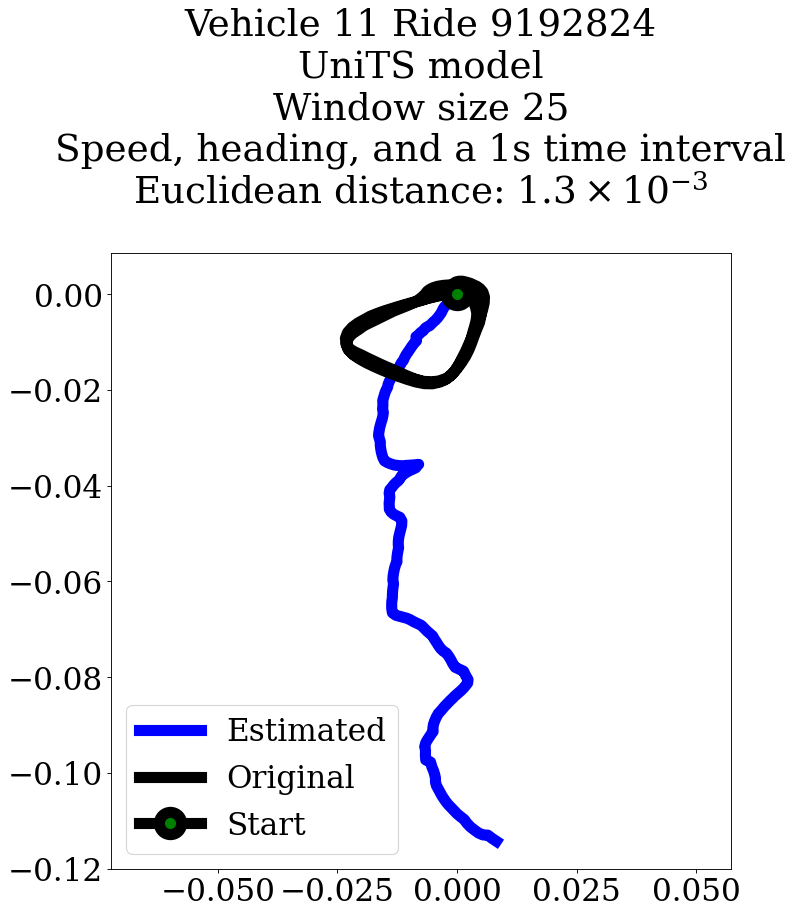 Vehicle 11 Ride 9192824
UniTS model
Window size 25
Speed, heading, and a 1s time interval
Euclidean distance: 1.3 × 10⁻³
0.00
−0.02
−0.04
−0.06
−0.08
−0.10
−0.12
Estimated
Original
Start
−0.050 −0.025 0.000 0.025 0.050